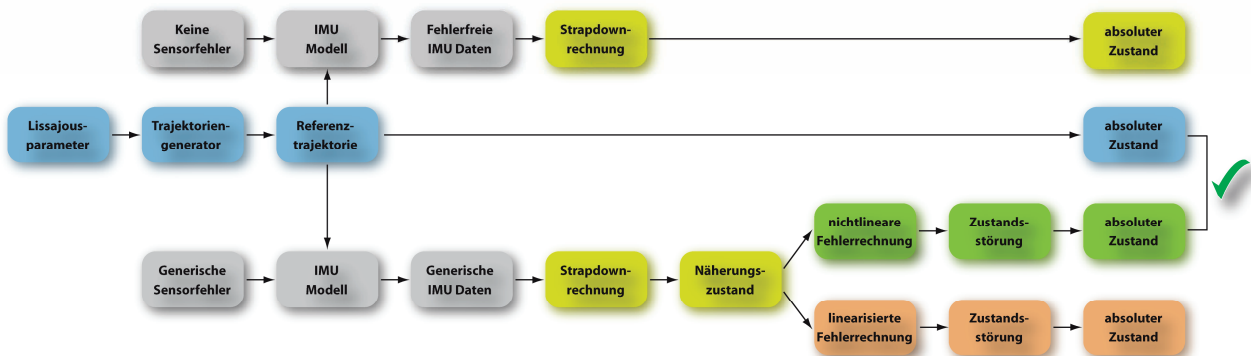 Keine
Sensorfehler
IMU
Modell
Fehlerfreie
IMU Daten
Strapdown-
rechnung
absoluter
Zustand
Lissajous-
parameter
Trajektorien-
generator
Referenz-
trajektorie
absoluter
Zustand
nichtlineare
Fehlerrechnung
Zustands-
störung
absoluter
Zustand
Generische
Sensorfehler
IMU
Modell
Generische
IMU Daten
Strapdown-
rechnung
Näherungs-
zustand
linearisierte
Fehlerrechnung
Zustands-
störung
absoluter
Zustand